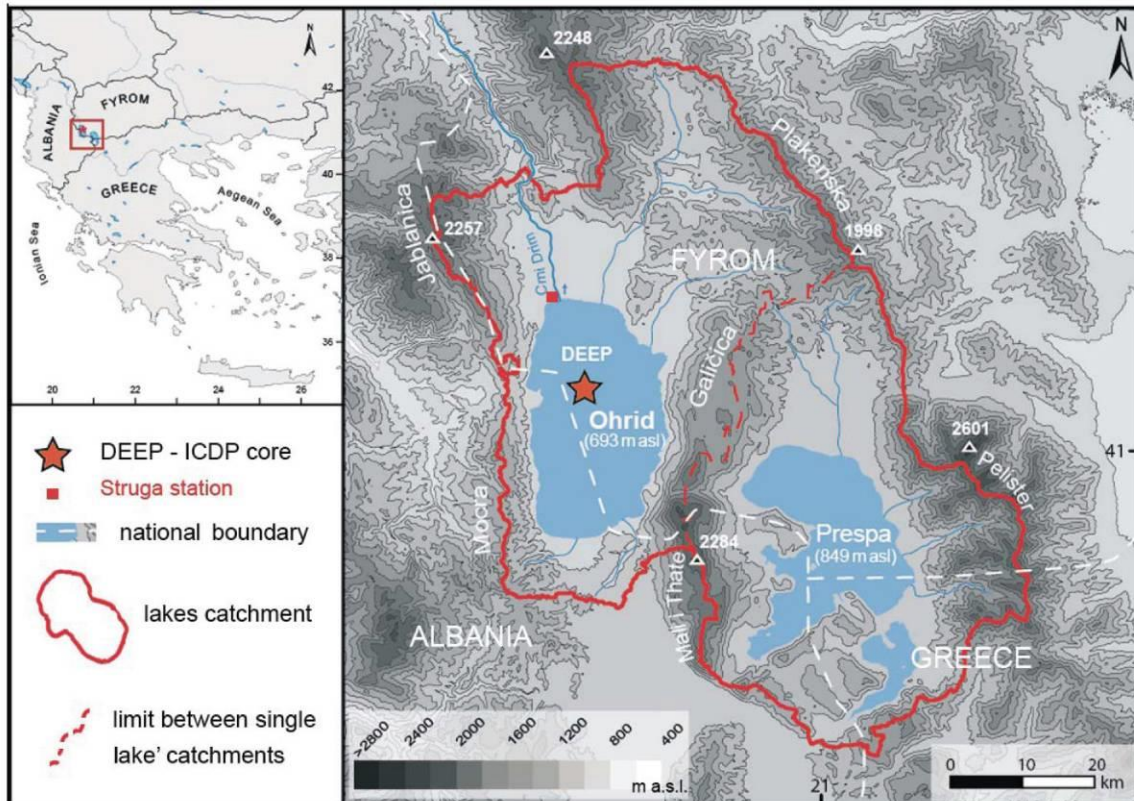 N
42
FYROM
ALBANIA
40
GREECE
Aegean Sea
Ionian Sea
38
36
34
20
22
24
26
DEEP - ICDP core
Struga station
national boundary
lakes catchment
limit between single
lake' catchments
N
2248
Plakenska
Jablanica
2257
1998
Crni Drim
FYROM
Galičica
DEEP
Ohrid
(693 m asl)
2601
41
Pelister
Mocra
Prespa
(849 m asl)
2284
Mali i Thate
ALBANIA
GREECE
>2800
2400
2000
1600
1200
800
400
m a.s.l.
21
0
10
20
km